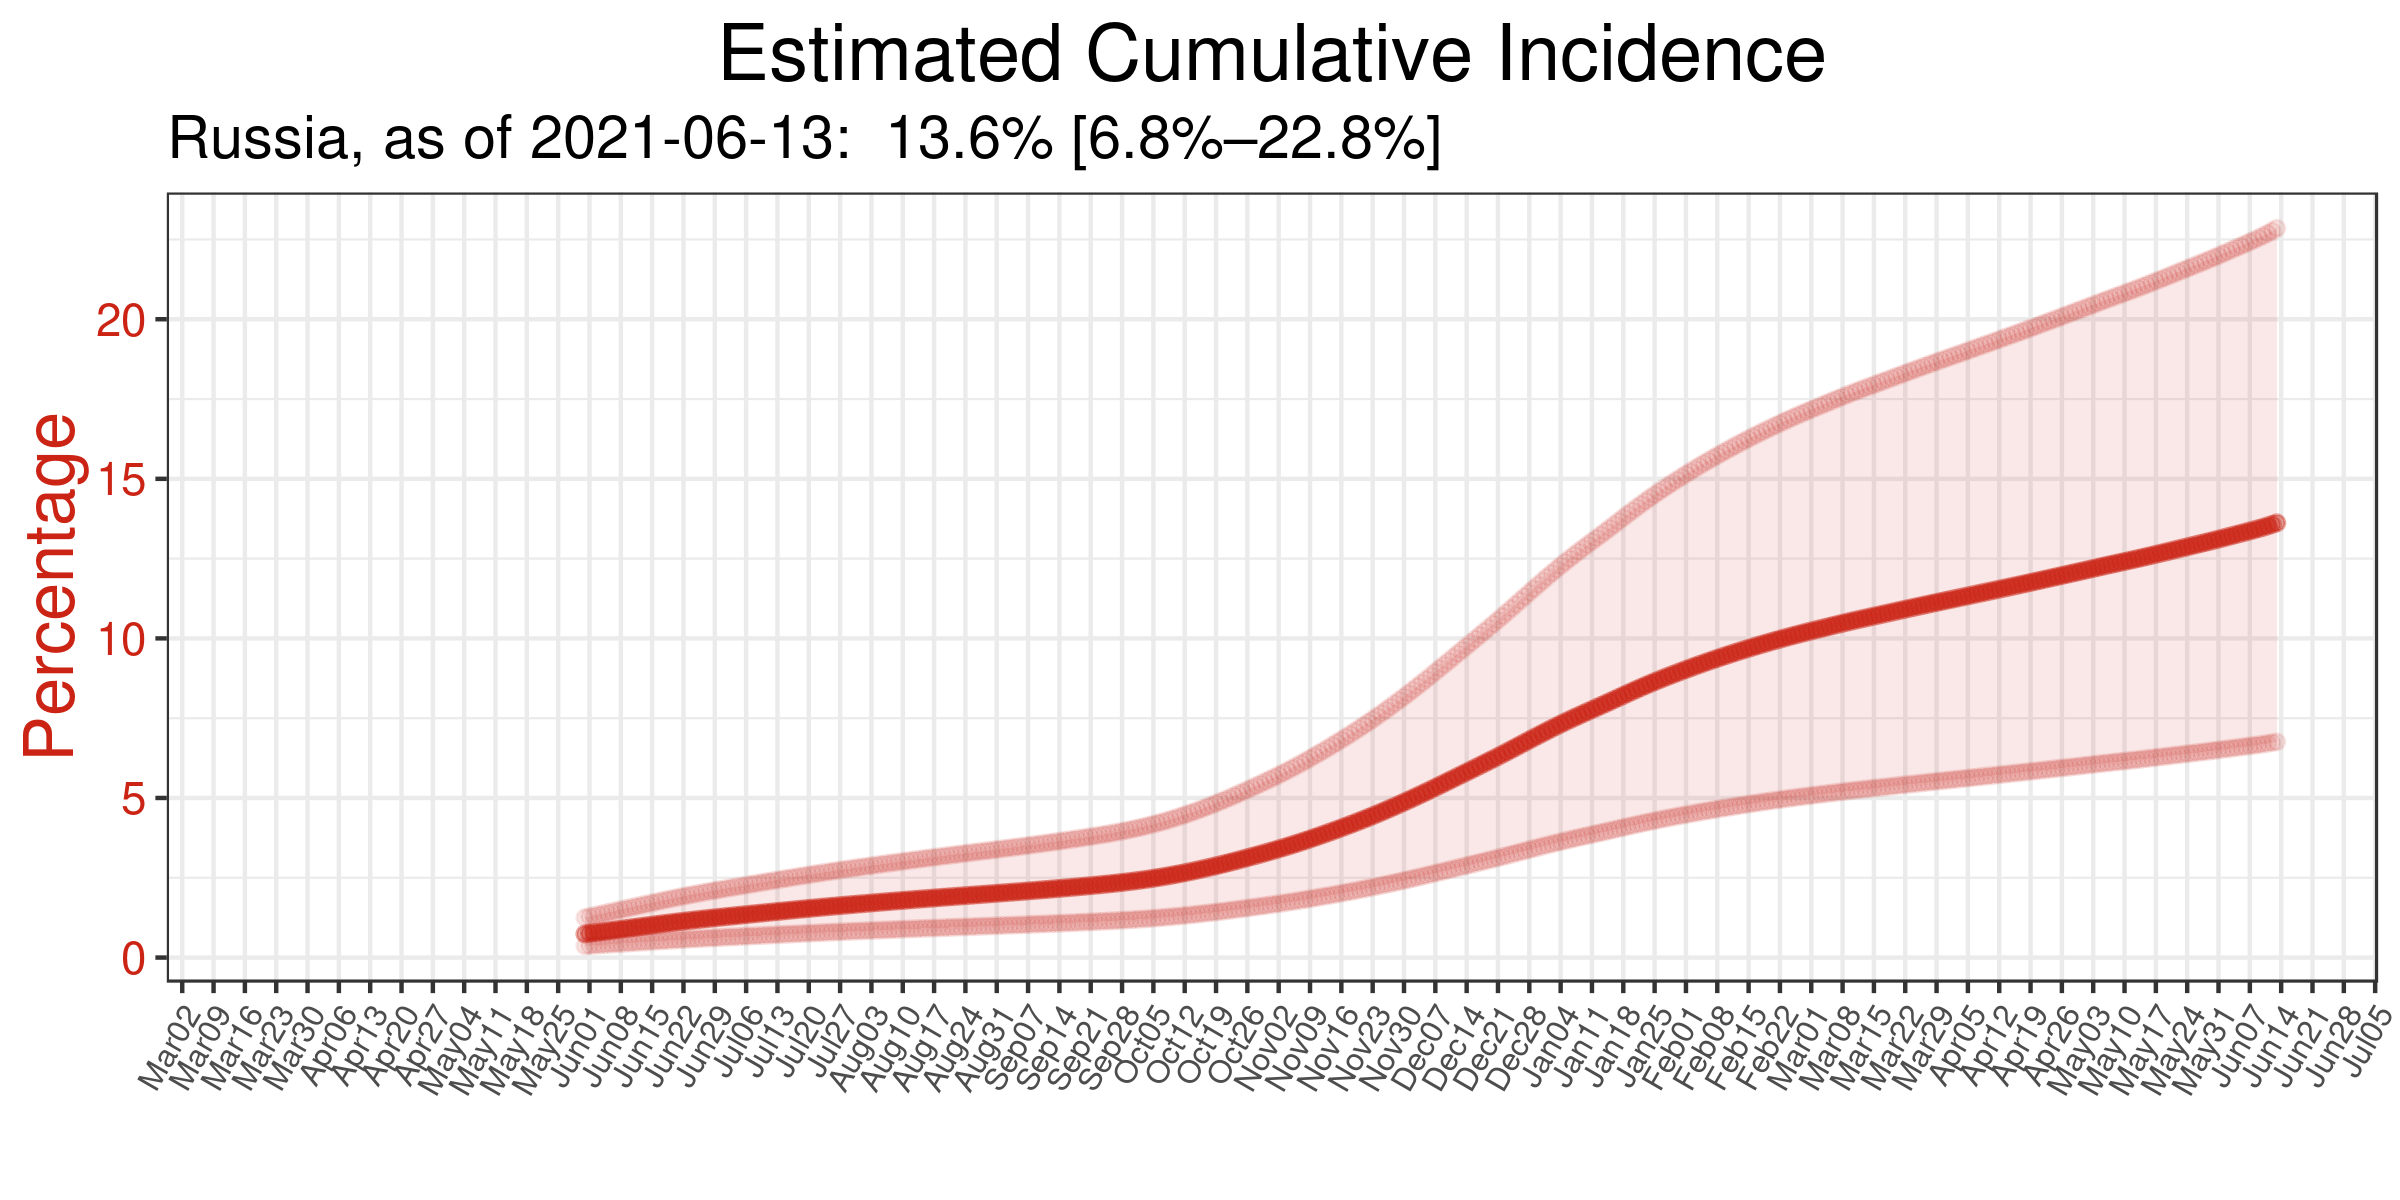 Estimated Cumulative Incidence
Russia, as of 2021-06-13:  13.6% [6.8%–22.8%]
Percentage
20
15
10
5
0
Mar02
Mar09
Mar16
Mar23
Mar30
Apr06
Apr13
Apr20
Apr27
May04
May11
May18
May25
Jun01
Jun08
Jun15
Jun22
Jun29
Jul06
Jul13
Jul20
Jul27
Aug03
Aug10
Aug17
Aug24
Aug31
Sep07
Sep14
Sep21
Sep28
Oct05
Oct12
Oct19
Oct26
Nov02
Nov09
Nov16
Nov23
Nov30
Dec07
Dec14
Dec21
Dec28
Jan04
Jan11
Jan18
Jan25
Feb01
Feb08
Feb15
Feb22
Mar01
Mar08
Mar15
Mar22
Mar29
Apr05
Apr12
Apr19
Apr26
May03
May10
May17
May24
May31
Jun07
Jun14
Jun21
Jun28
Jul05